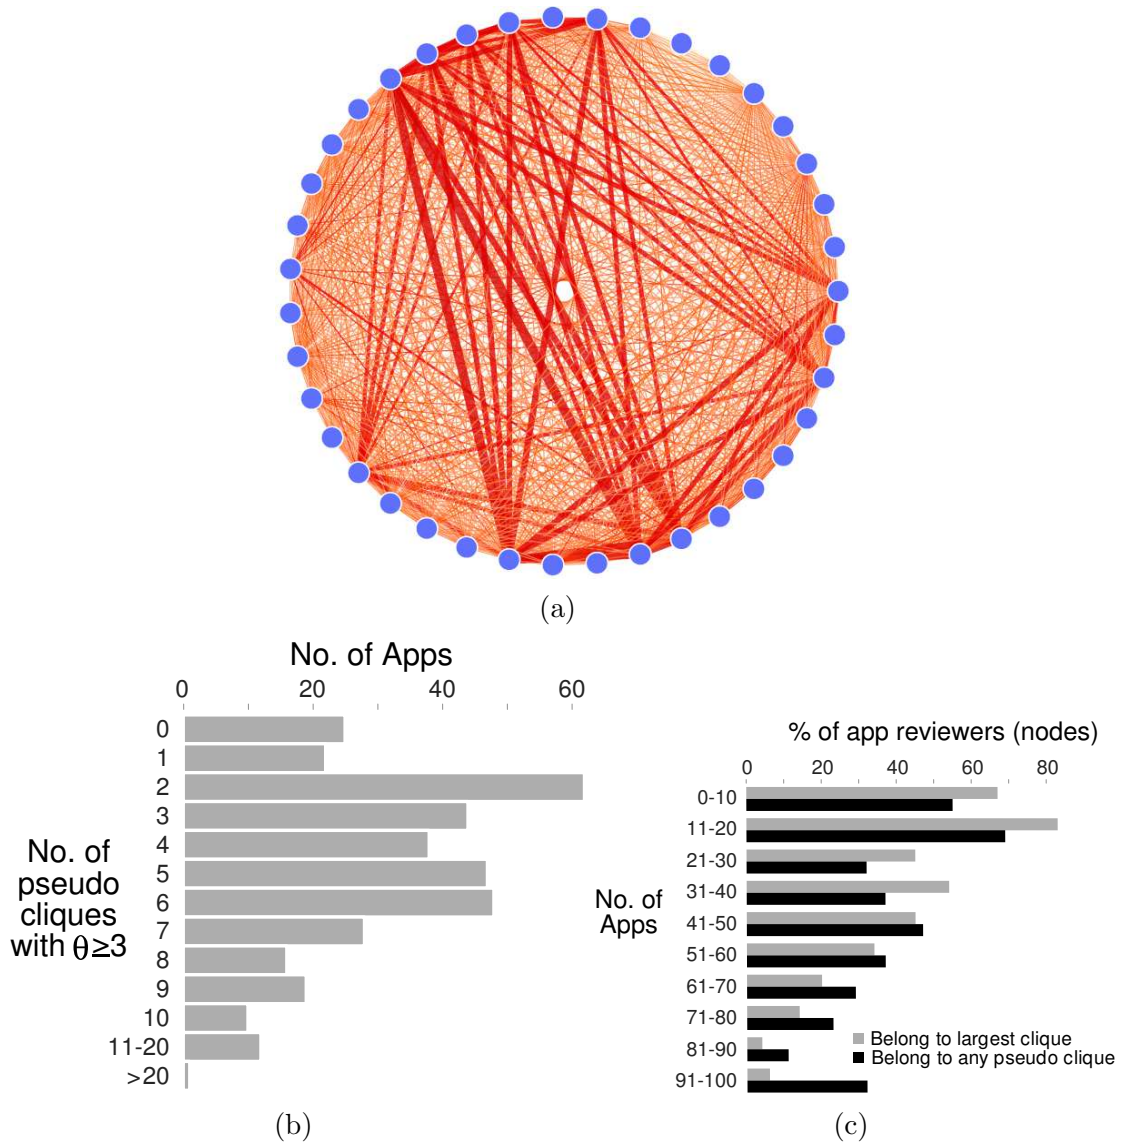 (a)
No. of Apps
0 20 40 60
0
1
2
3
4
5
6
7
8
9
10
11-20
>20
No. of
pseudo
cliques
with θ≥3
(b)
% of app reviewers (nodes)
0 20 40 60 80
0-10
11-20
21-30
31-40
41-50
51-60
61-70
71-80
81-90
91-100
No. of
Apps
Belong to largest clique
Belong to any pseudo clique
(c)